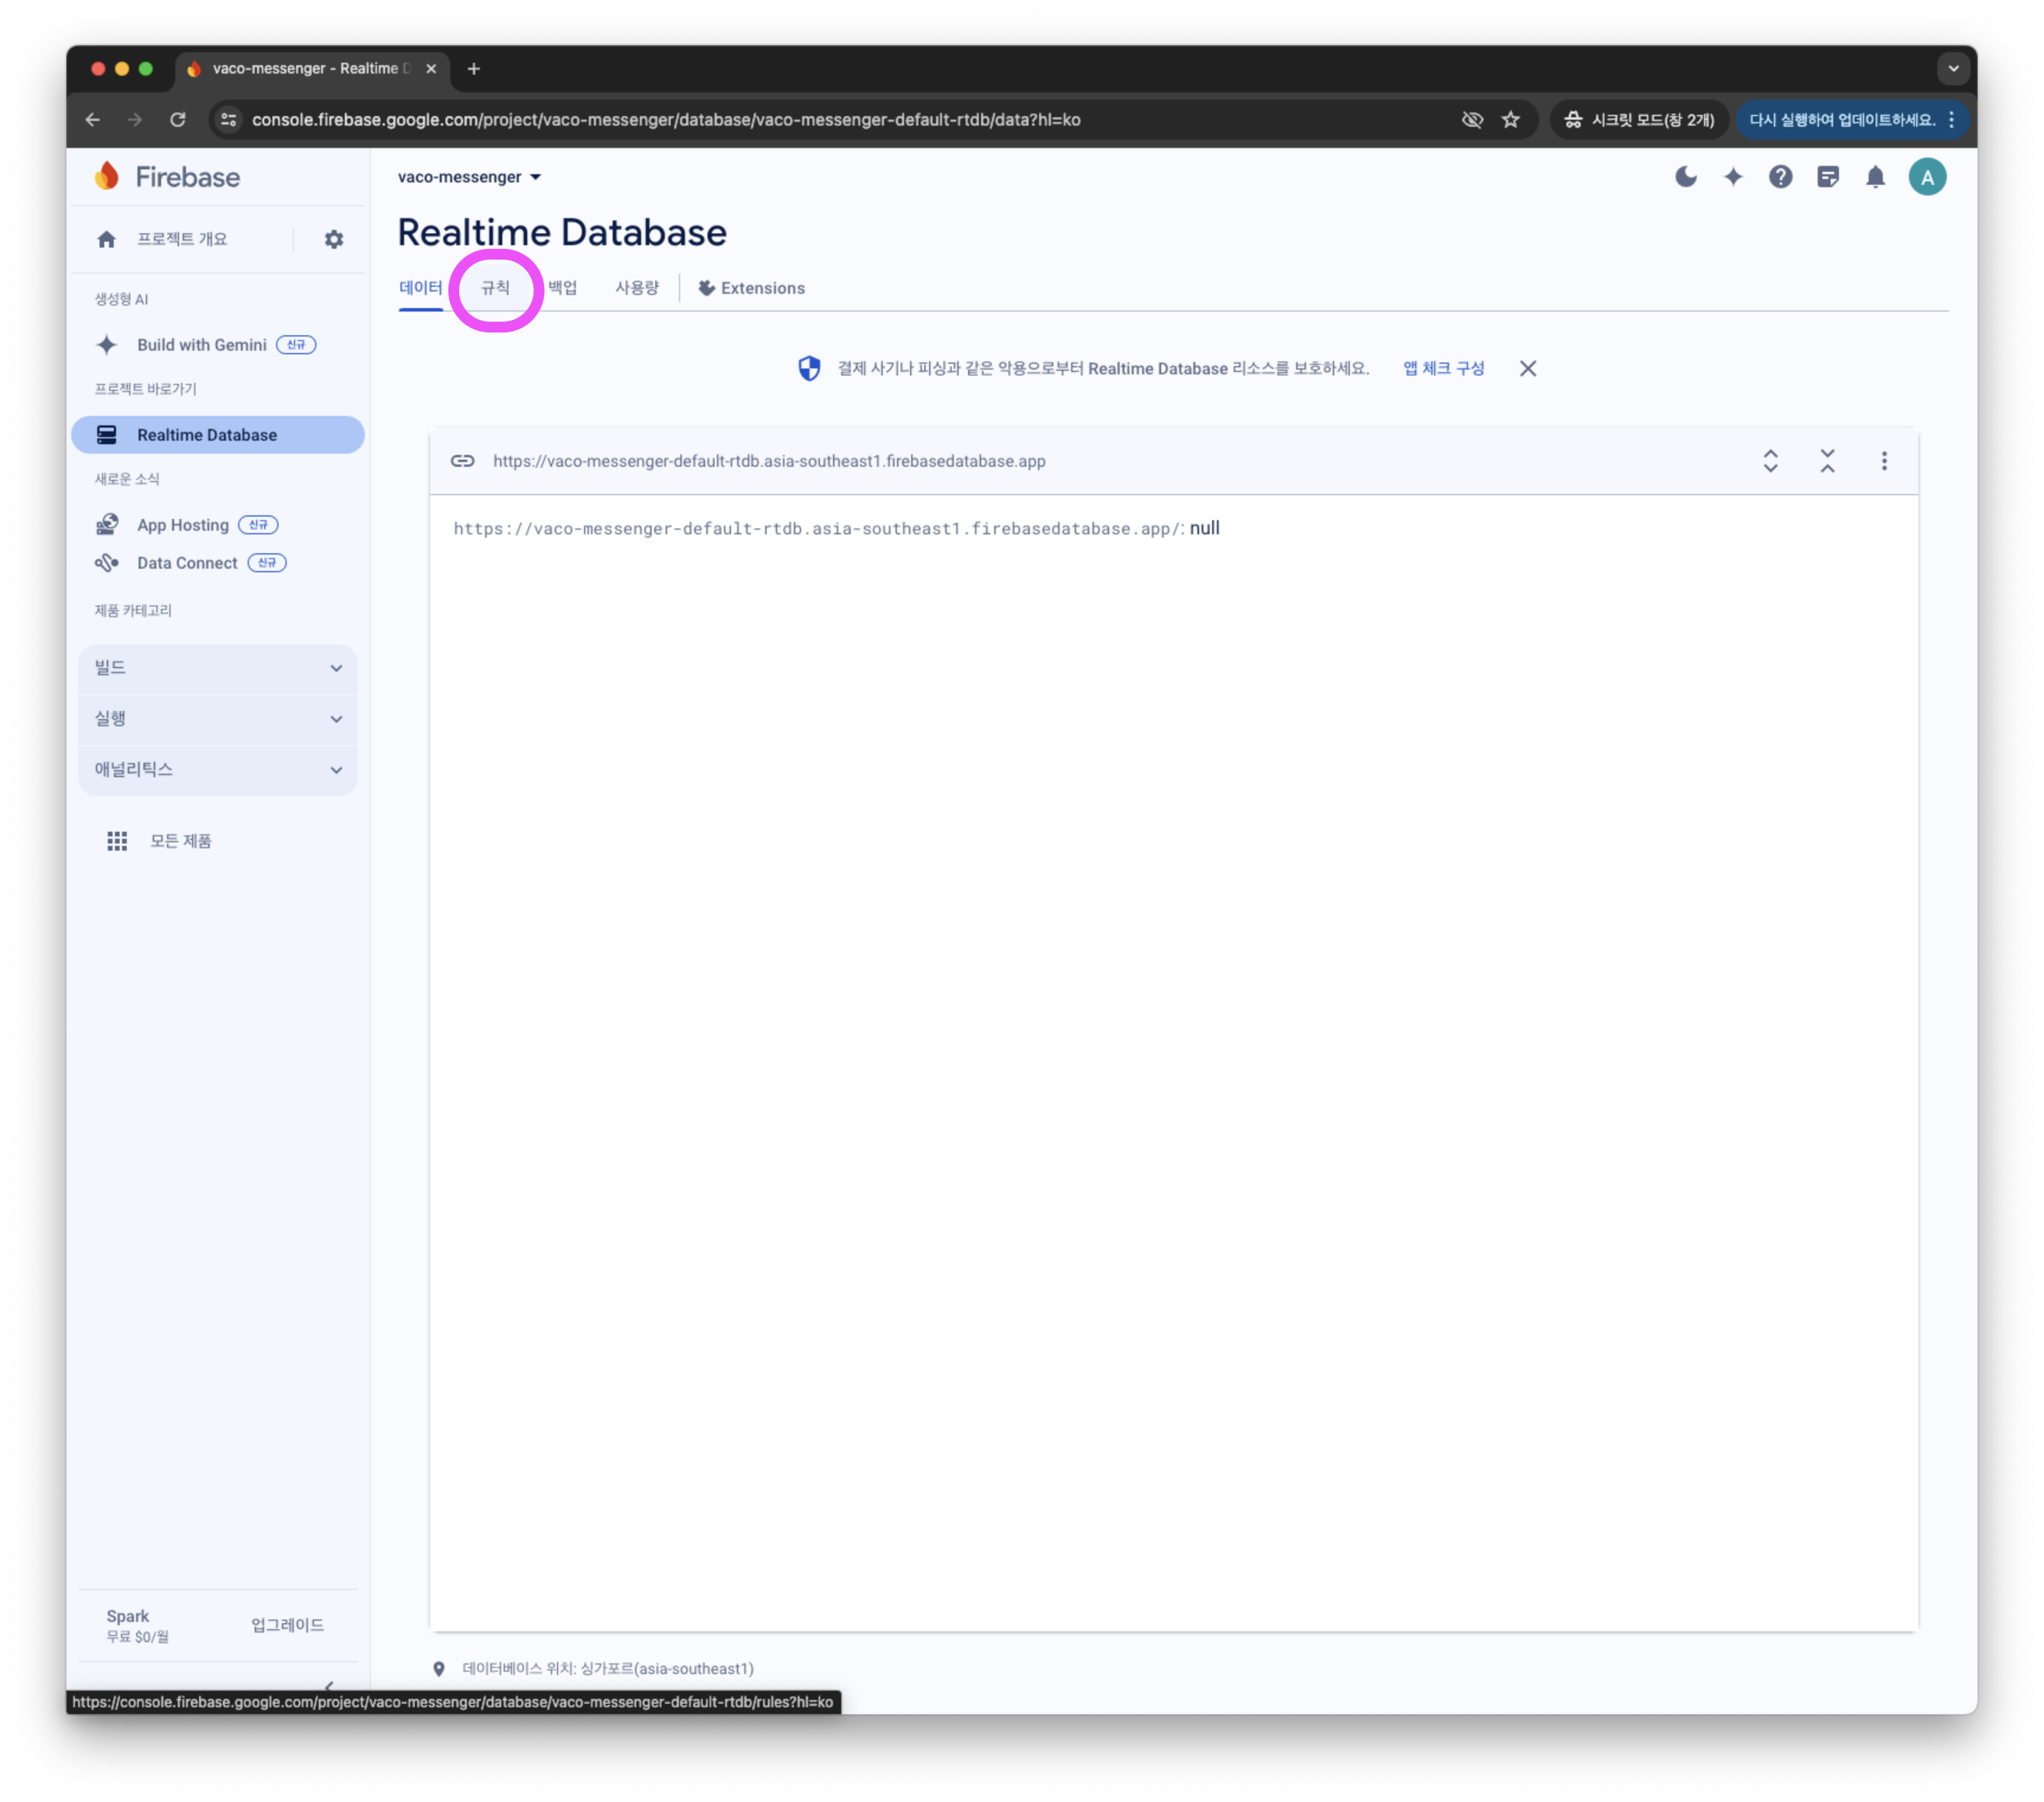 vaco-messenger - Realtime D
console.firebase.google.com/project/vaco-messenger/database/vaco-messenger-default-rtdb/data?hl=ko
시크릿 모드(창 2개)
다시 실행하여 업데이트하세요.
Firebase
vaco-messenger
A
프로젝트 개요
Realtime Database
데이터
규칙
백업
사용량
Extensions
생성형 AI
Build with Gemini 신규
프로젝트 바로가기
Realtime Database
새로운 소식
App Hosting 신규
Data Connect 신규
제품 카테고리
빌드
실행
애널리틱스
모든 제품
결제 사기나 피싱과 같은 악용으로부터 Realtime Database 리소스를 보호하세요.
앱 체크 구성
https://vaco-messenger-default-rtdb.asia-southeast1.firebasedatabase.app
https://vaco-messenger-default-rtdb.asia-southeast1.firebasedatabase.app/: null
Spark
무료 $0/월
업그레이드
데이터베이스 위치: 싱가포르(asia-southeast1)
https://console.firebase.google.com/project/vaco-messenger/database/vaco-messenger-default-rtdb/rules?hl=ko